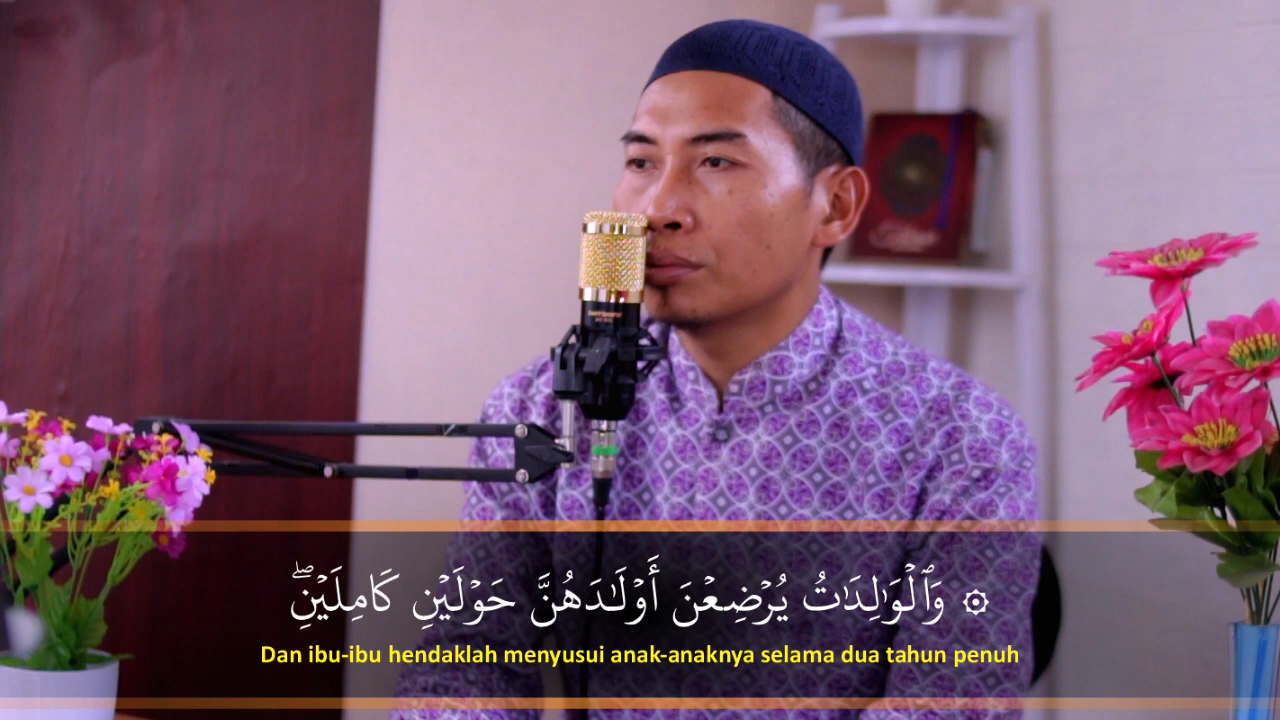 ۞ وَٱلۡوَٰلِدَٰتُ يُرۡضِعۡنَ أَوۡلَٰدَهُنَّ حَوۡلَيۡنِ كَامِلَيۡنِۖ
Dan ibu-ibu hendaklah menyusui anak-anaknya selama dua tahun penuh